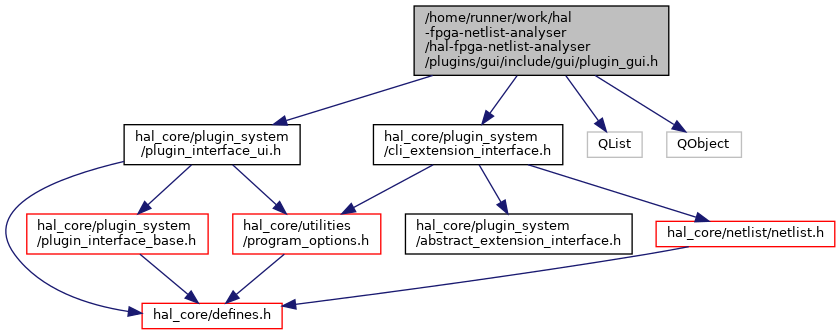 /home/runner/work/hal
-fpga-netlist-analyser
/hal-fpga-netlist-analyser
/plugins/gui/include/gui/plugin_gui.h
hal_core/plugin_system
/plugin_interface_ui.h
hal_core/plugin_system
/cli_extension_interface.h
QList
QObject
hal_core/plugin_system
/plugin_interface_base.h
hal_core/utilities
/program_options.h
hal_core/plugin_system
/abstract_extension_interface.h
hal_core/netlist/netlist.h
hal_core/defines.h